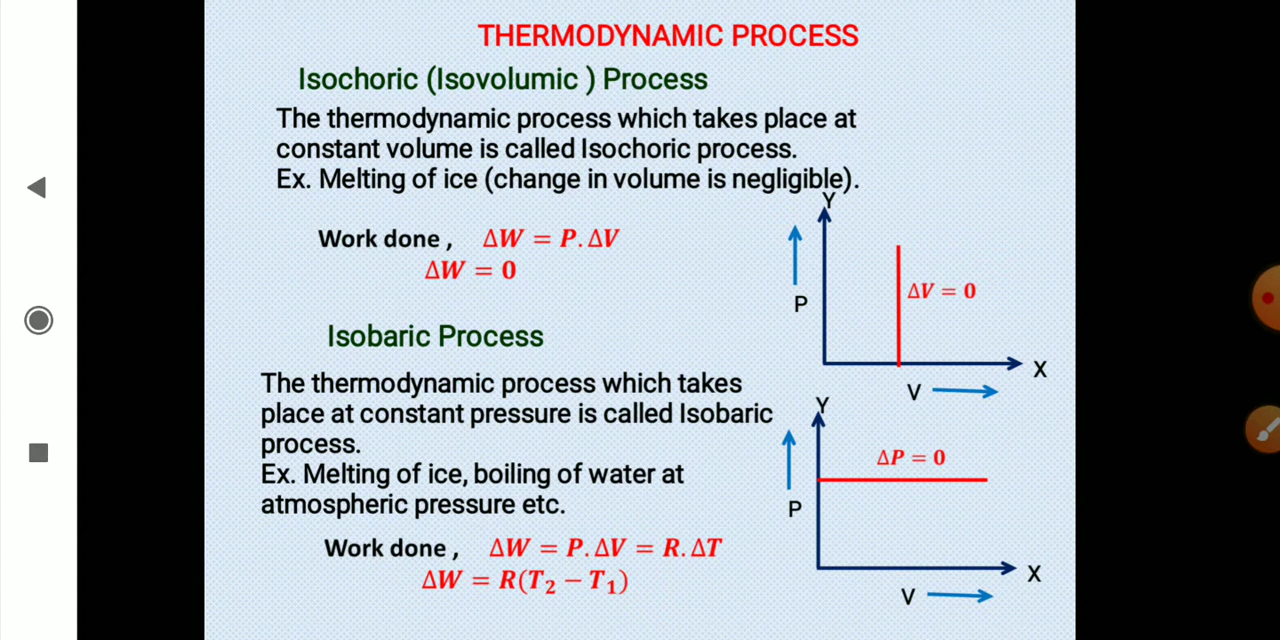 THERMODYNAMIC PROCESS
Isochoric (Isovolumic ) Process
The thermodynamic process which takes place at
constant volume is called Isochoric process.
Ex. Melting of ice (change in volume is negligible).
Work done , ΔW = P. ΔV
ΔW = 0
Y
P
ΔV = 0
X
V
Isobaric Process
The thermodynamic process which takes
place at constant pressure is called Isobaric
process.
Ex. Melting of ice, boiling of water at
atmospheric pressure etc.
Work done , ΔW = P. ΔV = R. ΔT
ΔW = R(T₂ − T₁)
Y
ΔP = 0
P
X
V